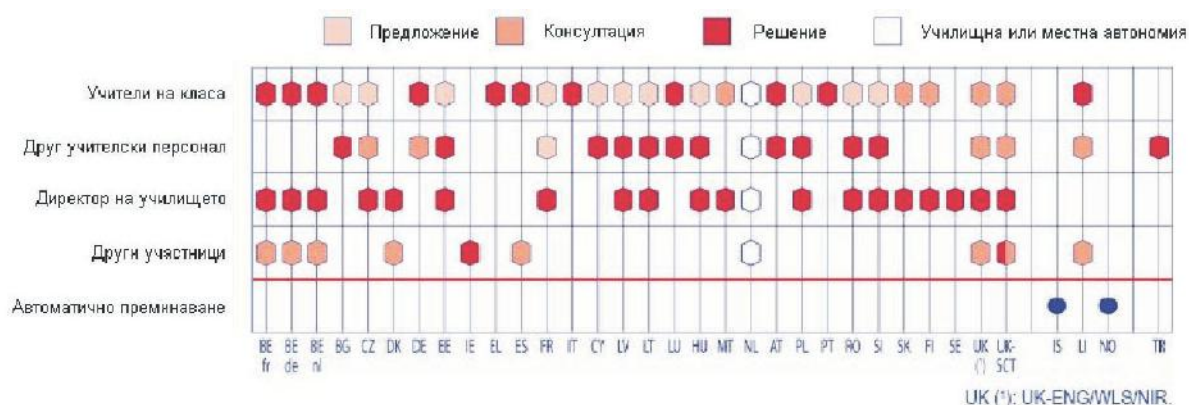 Предложение Консултация Решение Училищна или местна автономия
Учители на класа
Друг учителски персонал
Директор на училището
Други участници
Автоматично преминаване
BE fr BE de BE nl BG CZ DK DE EE IE EL ES FR IT CY LV LT LU HU MT NL AT PL PT RO SI SK FI SE UK (¹) UK-SCT IS LI NO TR
UK (¹): UK-ENG/WLS/NIR.